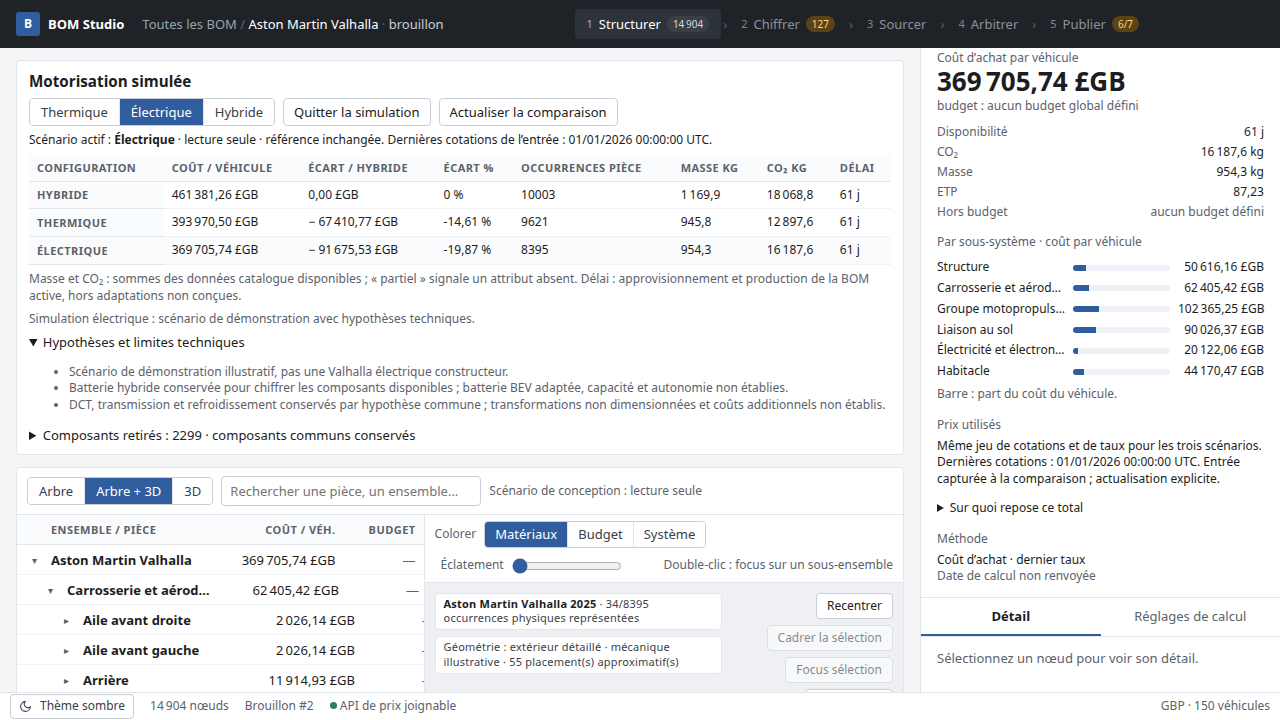 B BOM Studio Toutes les BOM / Aston Martin Valhalla · brouillon 1 Structurer 14 904 › 2 Chiffrer 127 › 3 Sourcer › 4 Arbitrer › 5 Publier 6/7
Motorisation simulée
Thermique Électrique Hybride Quitter la simulation Actualiser la comparaison
Scénario actif : Électrique · lecture seule · référence inchangée. Dernières cotations de l’entrée : 01/01/2026 00:00:00 UTC.
CONFIGURATION COÛT / VÉHICULE ÉCART / HYBRIDE ÉCART % OCCURRENCES PIÈCE MASSE KG CO₂ KG DÉLAI
HYBRIDE 461 381,26 £GB 0,00 £GB 0 % 10003 1 169,9 18 068,8 61 j
THERMIQUE 393 970,50 £GB − 67 410,77 £GB -14,61 % 9621 945,8 12 897,6 61 j
ÉLECTRIQUE 369 705,74 £GB − 91 675,53 £GB -19,87 % 8395 954,3 16 187,6 61 j
Masse et CO₂ : sommes des données catalogue disponibles ; « partiel » signale un attribut absent. Délai : approvisionnement et production de la BOM
active, hors adaptations non conçues.
Simulation électrique : scénario de démonstration avec hypothèses techniques.
▼ Hypothèses et limites techniques
• Scénario de démonstration illustratif, pas une Valhalla électrique constructeur.
• Batterie hybride conservée pour chiffrer les composants disponibles ; batterie BEV adaptée, capacité et autonomie non établies.
• DCT, transmission et refroidissement conservés par hypothèse commune ; transformations non dimensionnées et coûts additionnels non établis.
▶ Composants retirés : 2299 · composants communs conservés
Arbre Arbre + 3D 3D Rechercher une pièce, un ensemble... Scénario de conception : lecture seule
ENSEMBLE / PIÈCE COÛT / VÉH. BUDGET
▾ Aston Martin Valhalla 369 705,74 £GB —
▾ Carrosserie et aérod... 62 405,42 £GB —
▸ Aile avant droite 2 026,14 £GB
▸ Aile avant gauche 2 026,14 £GB
▸ Arrière 11 914,93 £GB
Colorer Matériaux Budget Système
Éclatement Double-clic : focus sur un sous-ensemble
Aston Martin Valhalla 2025 · 34/8395
occurrences physiques représentées
Géométrie : extérieur détaillé · mécanique
illustrative · 55 placement(s) approximatif(s)
Recentrer
Cadrer la sélection
Focus sélection
Coût d’achat par véhicule
369 705,74 £GB
budget : aucun budget global défini
Disponibilité 61 j
CO₂ 16 187,6 kg
Masse 954,3 kg
ETP 87,23
Hors budget aucun budget défini
Par sous-système · coût par véhicule
Structure 50 616,16 £GB
Carrosserie et aérod... 62 405,42 £GB
Groupe motopropuls... 102 365,25 £GB
Liaison au sol 90 026,37 £GB
Électricité et électron... 20 122,06 £GB
Habitacle 44 170,47 £GB
Barre : part du coût du véhicule.
Prix utilisés
Même jeu de cotations et de taux pour les trois scénarios.
Dernières cotations : 01/01/2026 00:00:00 UTC. Entrée
capturée à la comparaison ; actualisation explicite.
▶ Sur quoi repose ce total
Méthode
Coût d’achat · dernier taux
Date de calcul non renvoyée
Détail Réglages de calcul
Sélectionnez un nœud pour voir son détail.
Thème sombre 14 904 nœuds Brouillon #2 API de prix joignable GBP · 150 véhicules